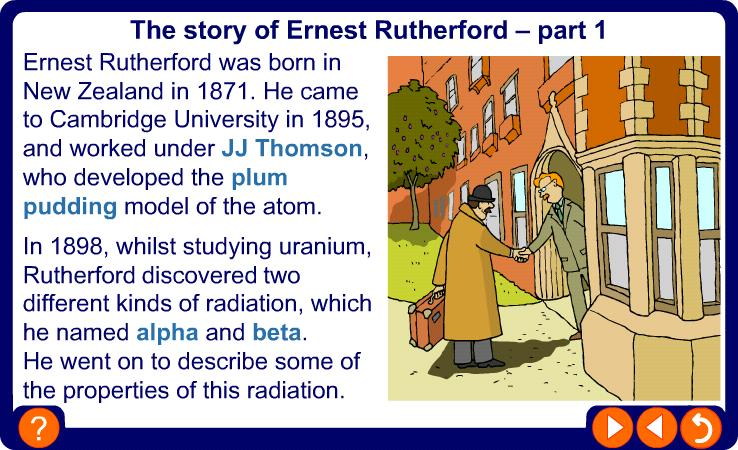 The story of Ernest Rutherford – part 1
Ernest Rutherford was born in
New Zealand in 1871. He came
to Cambridge University in 1895,
and worked under JJ Thomson,
who developed the plum
pudding model of the atom.
In 1898, whilst studying uranium,
Rutherford discovered two
different kinds of radiation, which
he named alpha and beta.
He went on to describe some of
the properties of this radiation.
?